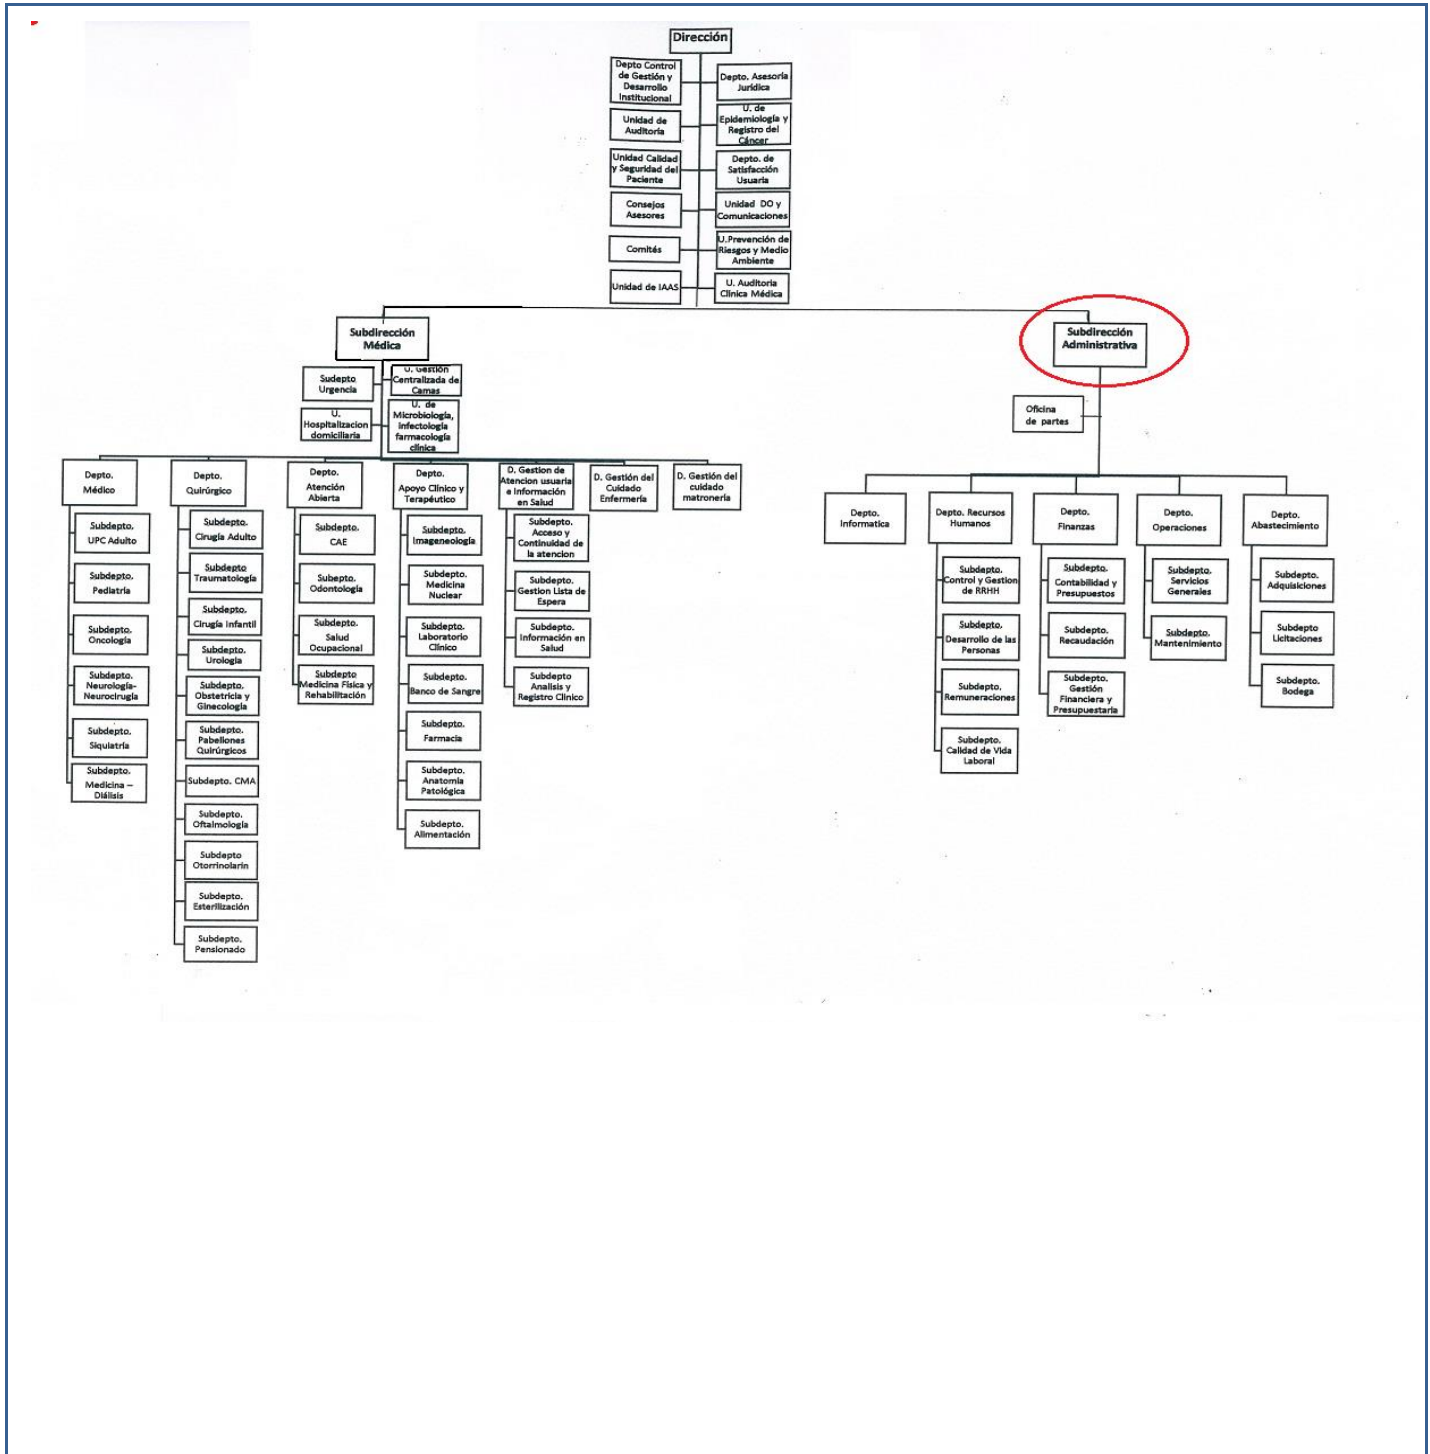 Dirección
Depto Control
de Gestión y
Desarrollo
Institucional
Depto. Asesoría
Jurídica
Unidad de
Auditoría
U. de
Epidemiología y
Registro del
Cáncer
Unidad Calidad
y Seguridad del
Paciente
Depto. de
Satisfacción
Usuaria
Consejos
Asesores
Unidad DO y
Comunicaciones
Comités
U.Prevención de
Riesgos y Medio
Ambiente
Unidad de IAAS
U. Auditoria
Clínica Médica
Subdirección
Médica
Subdirección
Administrativa
Sudepto
Urgencia
U. Gestión
Centralizada de
Camas
U.
Hospitalizacion
domiciliaria
U. de
Microbiología,
infectología
farmacología
clínica
Oficina
de partes
Depto.
Médico
Subdepto.
UPC Adulto
Subdepto.
Pediatría
Subdepto.
Oncología
Subdepto.
Neurología-
Neurocirugía
Subdepto.
Siquiatría
Subdepto.
Medicina –
Diálisis
Depto.
Quirúrgico
Subdepto.
Cirugía Adulto
Subdepto
Traumatología
Subdepto.
Cirugía Infantil
Subdepto.
Urologia
Subdepto.
Obstetricia y
Ginecología
Subdepto.
Pabellones
Quirúrgicos
Subdepto. CMA
Subdepto.
Oftalmología
Subdepto
Otorrinolarin
Subdepto.
Esterilización
Subdepto.
Pensionado
Depto.
Atención
Abierta
Subdepto.
CAE
Subdepto.
Odontología
Subdepto.
Salud
Ocupacional
Subdepto
Medicina Física y
Rehabilitación
Depto.
Apoyo Clínico y
Terapéutico
Subdepto.
Imageneología
Subdepto.
Medicina
Nuclear
Subdepto.
Laboratorio
Clínico
Subdepto.
Banco de Sangre
Subdepto.
Farmacia
Subdepto.
Anatomía
Patológica
Subdepto.
Alimentación
D. Gestion de
Atencion usuaria
e Información
en Salud
Subdepto.
Acceso y
Continuidad de
la atencion
Subdepto.
Gestion Lista de
Espera
Subdepto.
Información en
Salud
Subdepto
Analisis y
Registro Clinico
D. Gestión del
Cuidado
Enfermería
D. Gestión del
cuidado
matronería
Depto.
Informatica
Depto. Recursos
Humanos
Subdepto.
Control y Gestion
de RRHH
Subdepto.
Desarrollo de las
Personas
Subdepto.
Remuneraciones
Subdepto.
Calidad de Vida
Laboral
Depto.
Finanzas
Subdepto.
Contabilidad y
Presupuestos
Subdepto.
Recaudación
Subdepto.
Gestión
Financiera y
Presupuestaria
Depto.
Operaciones
Subdepto.
Servicios
Generales
Subdepto.
Mantenimiento
Depto.
Abastecimiento
Subdepto.
Adquisiciones
Subdepto
Licitaciones
Subdepto.
Bodega